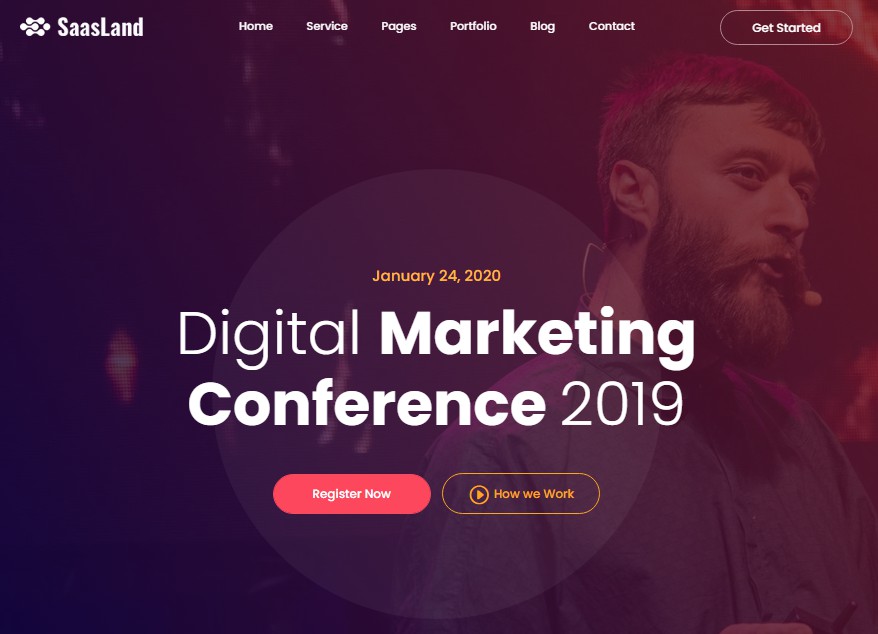 SaasLand
Home Service Pages Portfolio Blog Contact
Get Started
January 24, 2020
Digital Marketing
Conference 2019
Register Now
How we Work